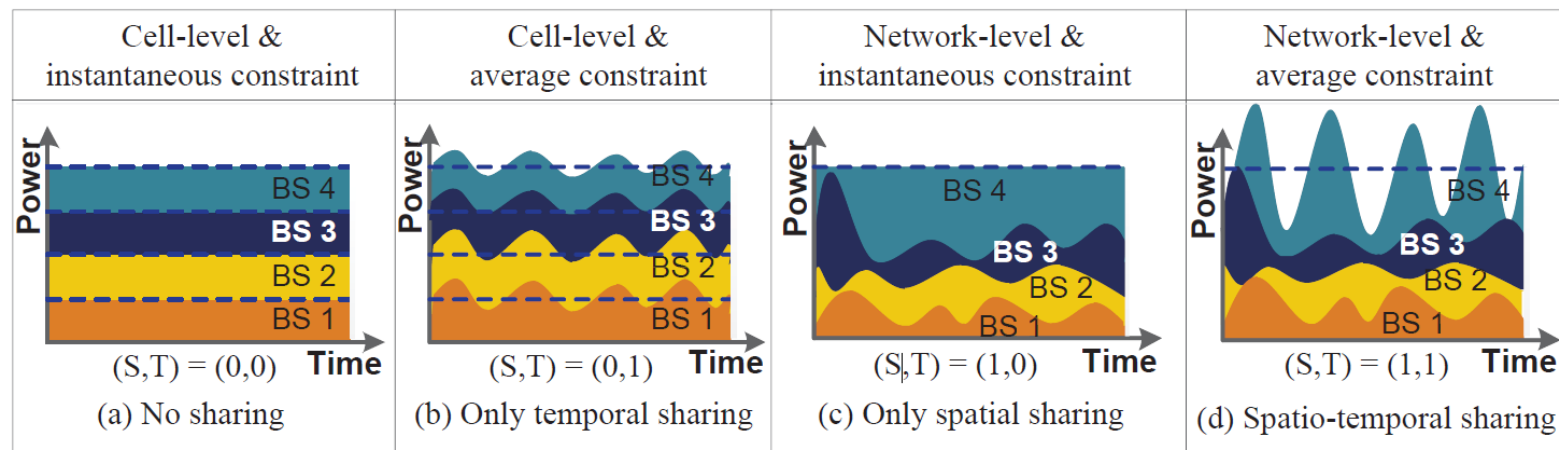 Cell-level &
instantaneous constraint
Cell-level &
average constraint
Network-level &
instantaneous constraint
Network-level &
average constraint
Power
BS 4
BS 3
BS 2
BS 1
Time
(S,T) = (0,0)
(a) No sharing
Power
BS 4
BS 3
BS 2
BS 1
Time
(S,T) = (0,1)
(b) Only temporal sharing
Power
BS 4
BS 3
BS 2
BS 1
Time
(S,T) = (1,0)
(c) Only spatial sharing
Power
BS 4
BS 3
BS 2
BS 1
Time
(S,T) = (1,1)
(d) Spatio-temporal sharing